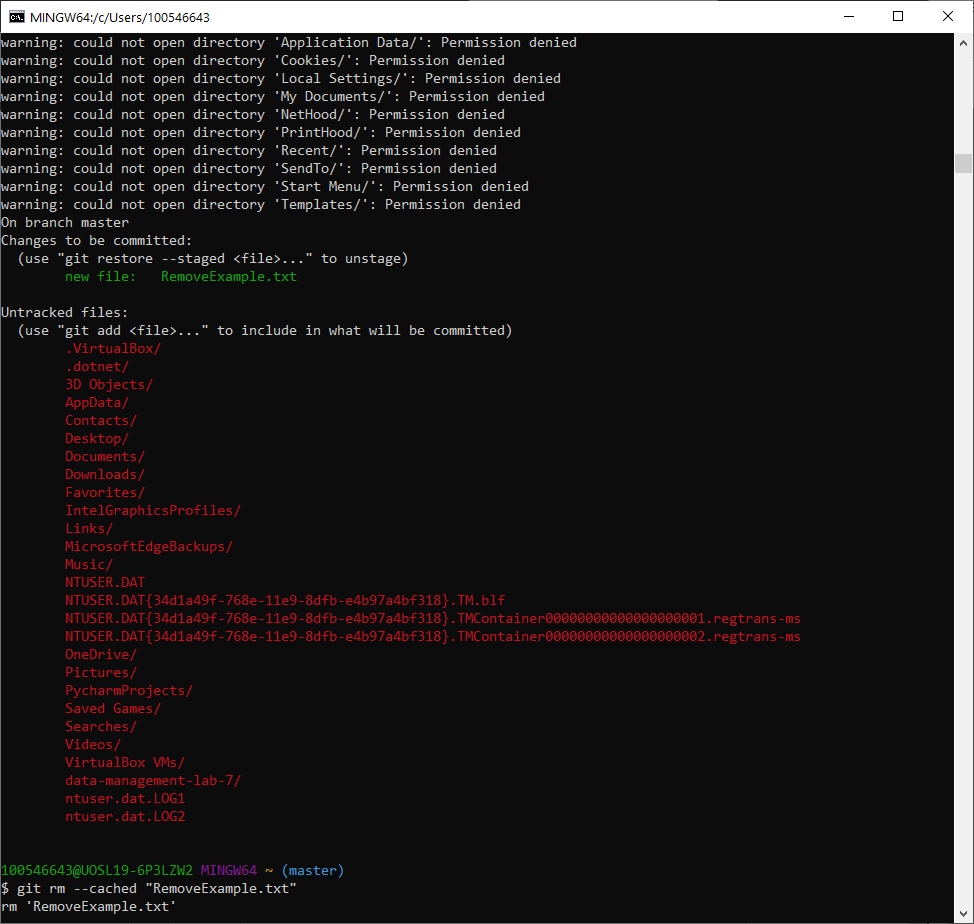 MINGW64:/c/Users/100546643
warning: could not open directory 'Application Data/': Permission denied
warning: could not open directory 'Cookies/': Permission denied
warning: could not open directory 'Local Settings/': Permission denied
warning: could not open directory 'My Documents/': Permission denied
warning: could not open directory 'NetHood/': Permission denied
warning: could not open directory 'PrintHood/': Permission denied
warning: could not open directory 'Recent/': Permission denied
warning: could not open directory 'SendTo/': Permission denied
warning: could not open directory 'Start Menu/': Permission denied
warning: could not open directory 'Templates/': Permission denied
On branch master
Changes to be committed:
  (use "git restore --staged <file>..." to unstage)
        new file:   RemoveExample.txt

Untracked files:
  (use "git add <file>..." to include in what will be committed)
        .VirtualBox/
        .dotnet/
        3D Objects/
        AppData/
        Contacts/
        Desktop/
        Documents/
        Downloads/
        Favorites/
        IntelGraphicsProfiles/
        Links/
        MicrosoftEdgeBackups/
        Music/
        NTUSER.DAT
        NTUSER.DAT{34d1a49f-768e-11e9-8dfb-e4b97a4bf318}.TM.blf
        NTUSER.DAT{34d1a49f-768e-11e9-8dfb-e4b97a4bf318}.TMContainer00000000000000000001.regtrans-ms
        NTUSER.DAT{34d1a49f-768e-11e9-8dfb-e4b97a4bf318}.TMContainer00000000000000000002.regtrans-ms
        OneDrive/
        Pictures/
        PycharmProjects/
        Saved Games/
        Searches/
        Videos/
        VirtualBox VMs/
        data-management-lab-7/
        ntuser.dat.LOG1
        ntuser.dat.LOG2

100546643@UOSL19-6P3LZW2 MINGW64 ~ (master)
$ git rm --cached "RemoveExample.txt"
rm 'RemoveExample.txt'